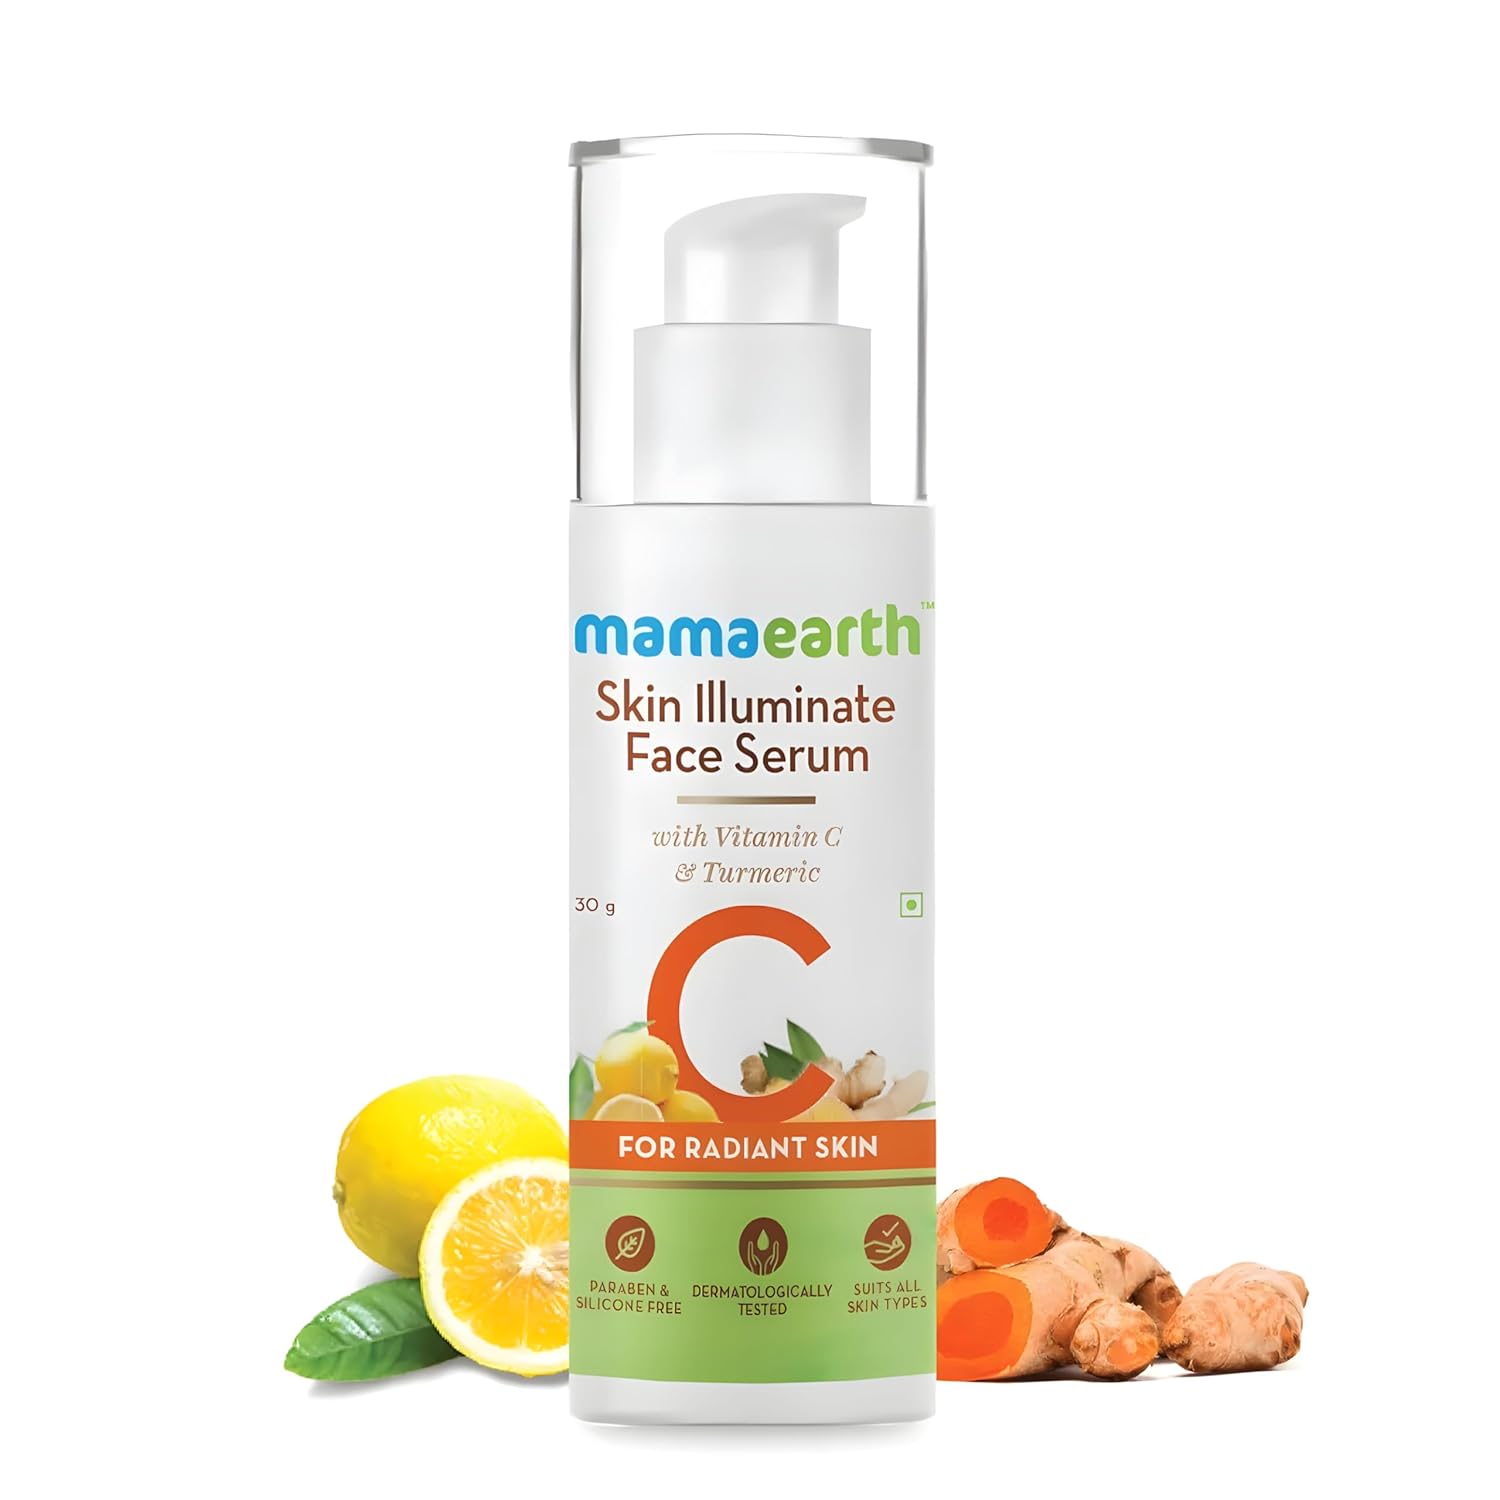 mamaearth™
Skin Illuminate
Face Serum
with Vitamin C
& Turmeric
30 g
C
FOR RADIANT SKIN
PARABEN &
SILICONE FREE
DERMATOLOGICALLY
TESTED
SUITS ALL
SKIN TYPES